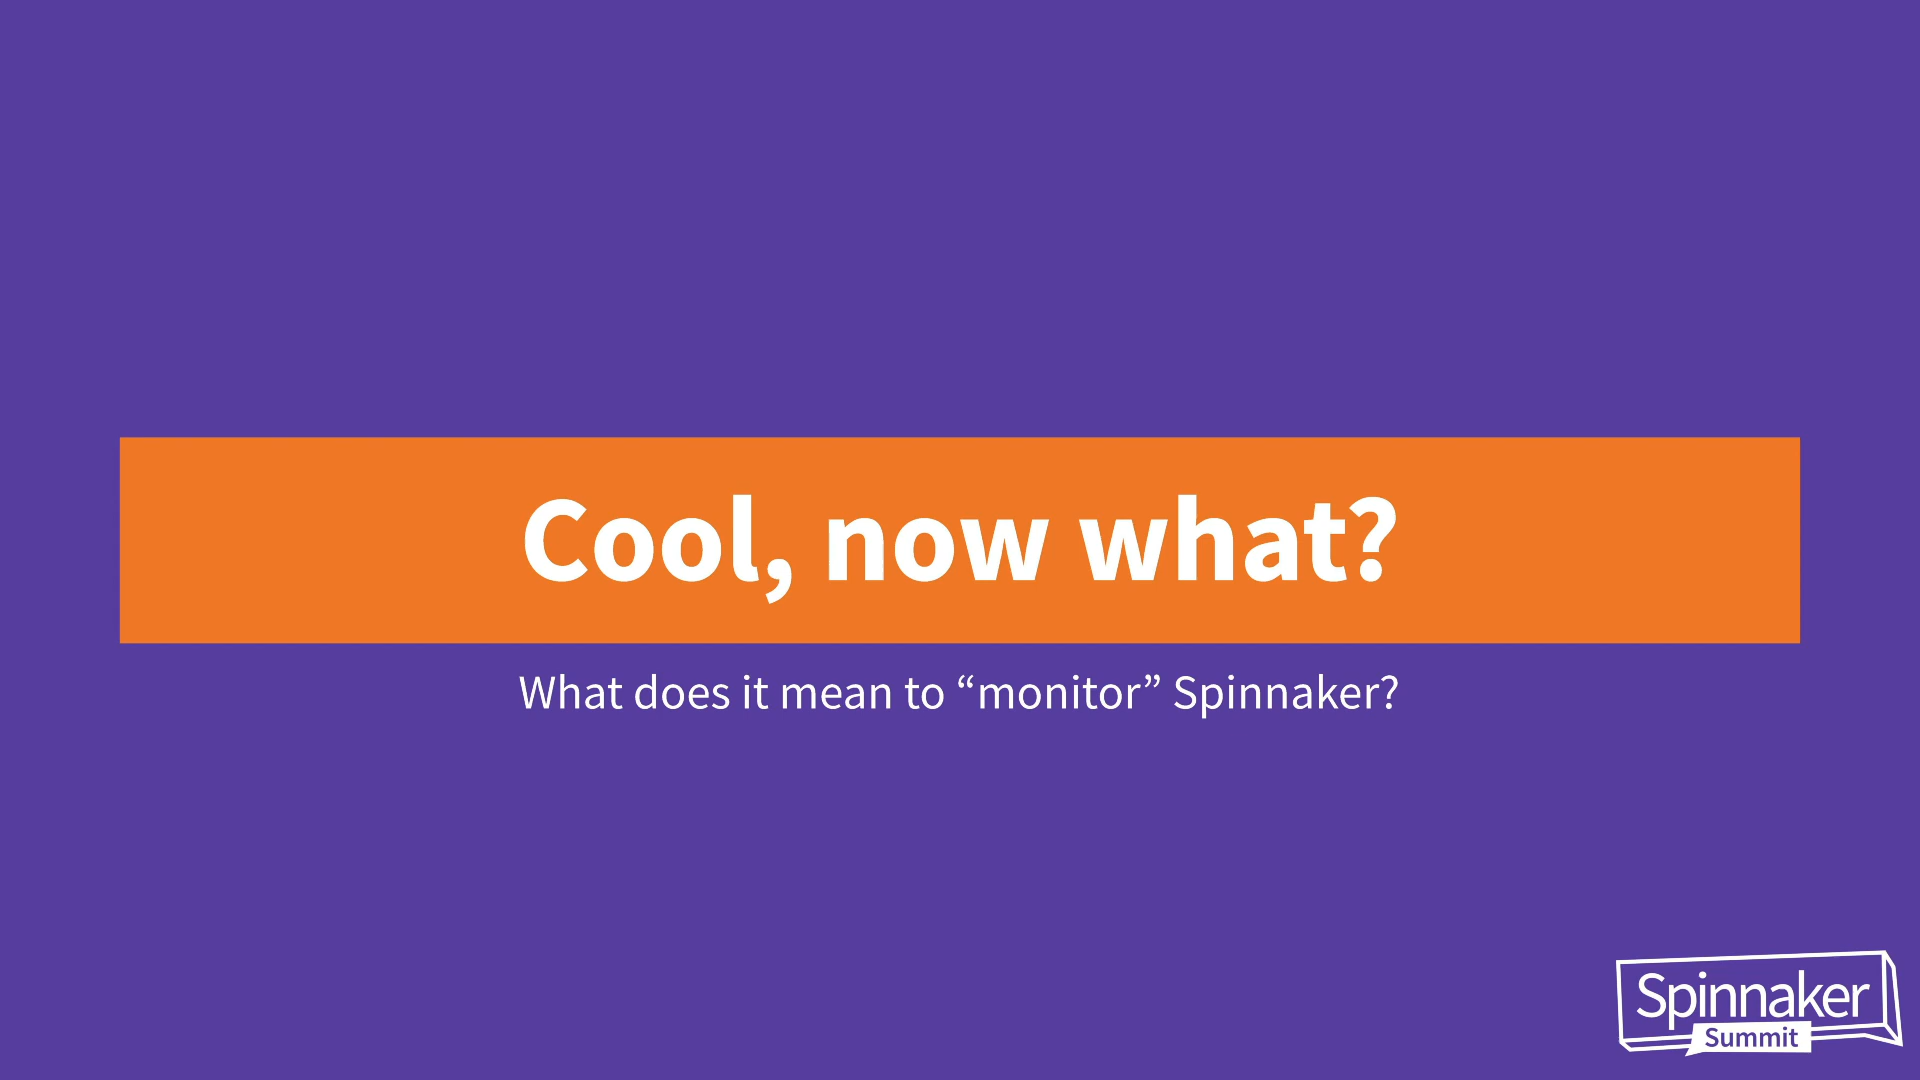 Cool, now what?
What does it mean to “monitor” Spinnaker?
Spinnaker
Summit